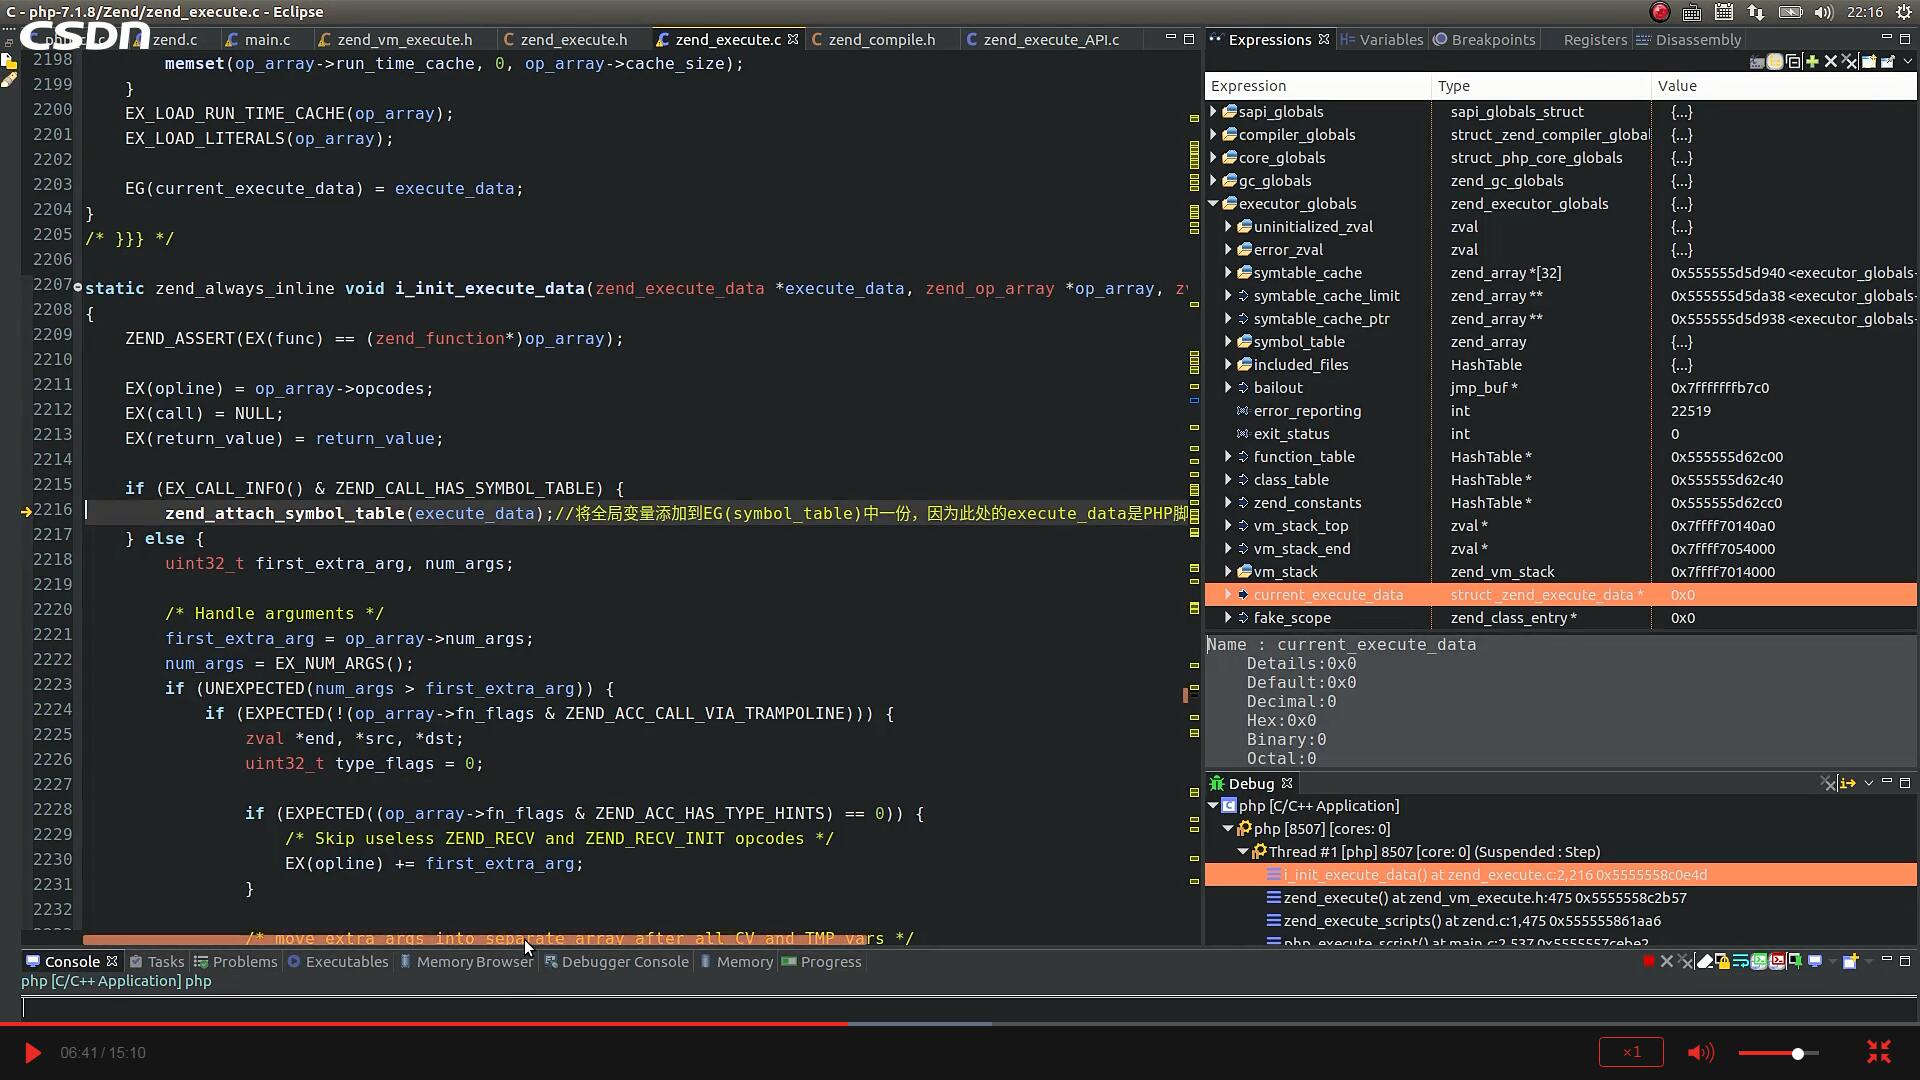 C - php-7.1.8/Zend/zend_execute.c - Eclipse
22:16
CSDN
zend.c
main.c
zend_vm_execute.h
zend_execute.h
zend_execute.c
zend_compile.h
zend_execute_API.c
2198 memset(op_array->run_time_cache, 0, op_array->cache_size);
2199 }
2200 EX_LOAD_RUN_TIME_CACHE(op_array);
2201 EX_LOAD_LITERALS(op_array);
2202
2203 EG(current_execute_data) = execute_data;
2204 }
2205 /* }}} */
2206
2207 static zend_always_inline void i_init_execute_data(zend_execute_data *execute_data, zend_op_array *op_array, zv
2208 {
2209 ZEND_ASSERT(EX(func) == (zend_function*)op_array);
2210
2211 EX(opline) = op_array->opcodes;
2212 EX(call) = NULL;
2213 EX(return_value) = return_value;
2214
2215 if (EX_CALL_INFO() & ZEND_CALL_HAS_SYMBOL_TABLE) {
2216 zend_attach_symbol_table(execute_data);//将全局变量添加到EG(symbol_table)中一份，因为此处的execute_data是PHP脚
2217 } else {
2218 uint32_t first_extra_arg, num_args;
2219
2220 /* Handle arguments */
2221 first_extra_arg = op_array->num_args;
2222 num_args = EX_NUM_ARGS();
2223 if (UNEXPECTED(num_args > first_extra_arg)) {
2224 if (EXPECTED(!(op_array->fn_flags & ZEND_ACC_CALL_VIA_TRAMPOLINE))) {
2225 zval *end, *src, *dst;
2226 uint32_t type_flags = 0;
2227
2228 if (EXPECTED((op_array->fn_flags & ZEND_ACC_HAS_TYPE_HINTS) == 0)) {
2229 /* Skip useless ZEND_RECV and ZEND_RECV_INIT opcodes */
2230 EX(opline) += first_extra_arg;
2231 }
2232
/* move extra args into separate array after all CV and TMP vars */
Expressions
Variables
Breakpoints
Registers
Disassembly
Expression Type Value
sapi_globals sapi_globals_struct {...}
compiler_globals struct_zend_compiler_global {...}
core_globals struct _php_core_globals {...}
gc_globals zend_gc_globals {...}
executor_globals zend_executor_globals {...}
uninitialized_zval zval {...}
error_zval zval {...}
symtable_cache zend_array *[32] 0x555555d5d940 <executor_globals+
symtable_cache_limit zend_array ** 0x555555d5da38 <executor_globals+
symtable_cache_ptr zend_array ** 0x555555d5d938 <executor_globals+
symbol_table zend_array {...}
included_files HashTable {...}
bailout jmp_buf * 0x7fffffffb7c0
error_reporting int 22519
exit_status int 0
function_table HashTable * 0x555555d62c00
class_table HashTable * 0x555555d62c40
zend_constants HashTable * 0x555555d62cc0
vm_stack_top zval * 0x7ffff70140a0
vm_stack_end zval * 0x7ffff7054000
vm_stack zend_vm_stack 0x7ffff7014000
current_execute_data struct _zend_execute_data * 0x0
fake_scope zend_class_entry * 0x0
Name : current_execute_data
Details:0x0
Default:0x0
Decimal:0
Hex:0x0
Binary:0
Octal:0
Debug
php [C/C++ Application]
php [8507] [cores: 0]
Thread #1 [php] 8507 [core: 0] (Suspended : Step)
i_init_execute_data() at zend_execute.c:2,216 0x5555558c0e4d
zend_execute() at zend_vm_execute.h:475 0x5555558c2b57
zend_execute_scripts() at zend.c:1,475 0x555555861aa6
php_execute_script() at main.c:2,537 0x5555557cebe2
Console
Tasks
Problems
Executables
Memory Browser
Debugger Console
Memory
Progress
php [C/C++ Application] php
06:41 / 15:10
×1